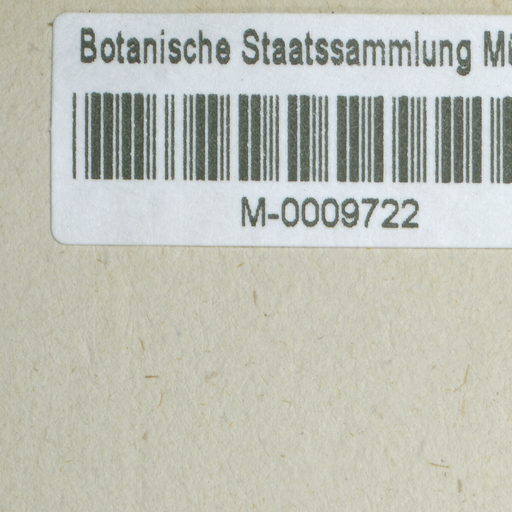 Botanische Staatssammlung Mü
M-0009722